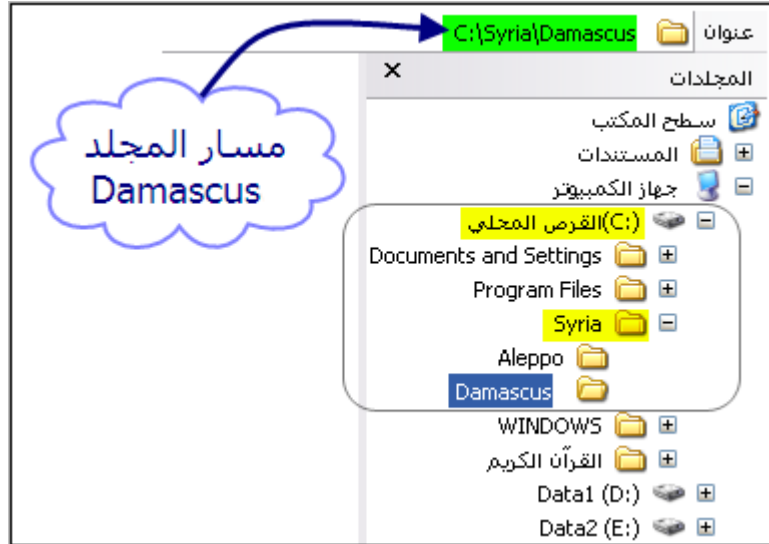 عنوان C:\Syria\Damascus
المجلدات
مسار المجلد
Damascus
سطح المكتب
المستندات
جهاز الكمبيوتر
القرص المحلي(C:)
Documents and Settings
Program Files
Syria
Aleppo
Damascus
WINDOWS
القرآن الكريم
Data1 (D:)
Data2 (E:)